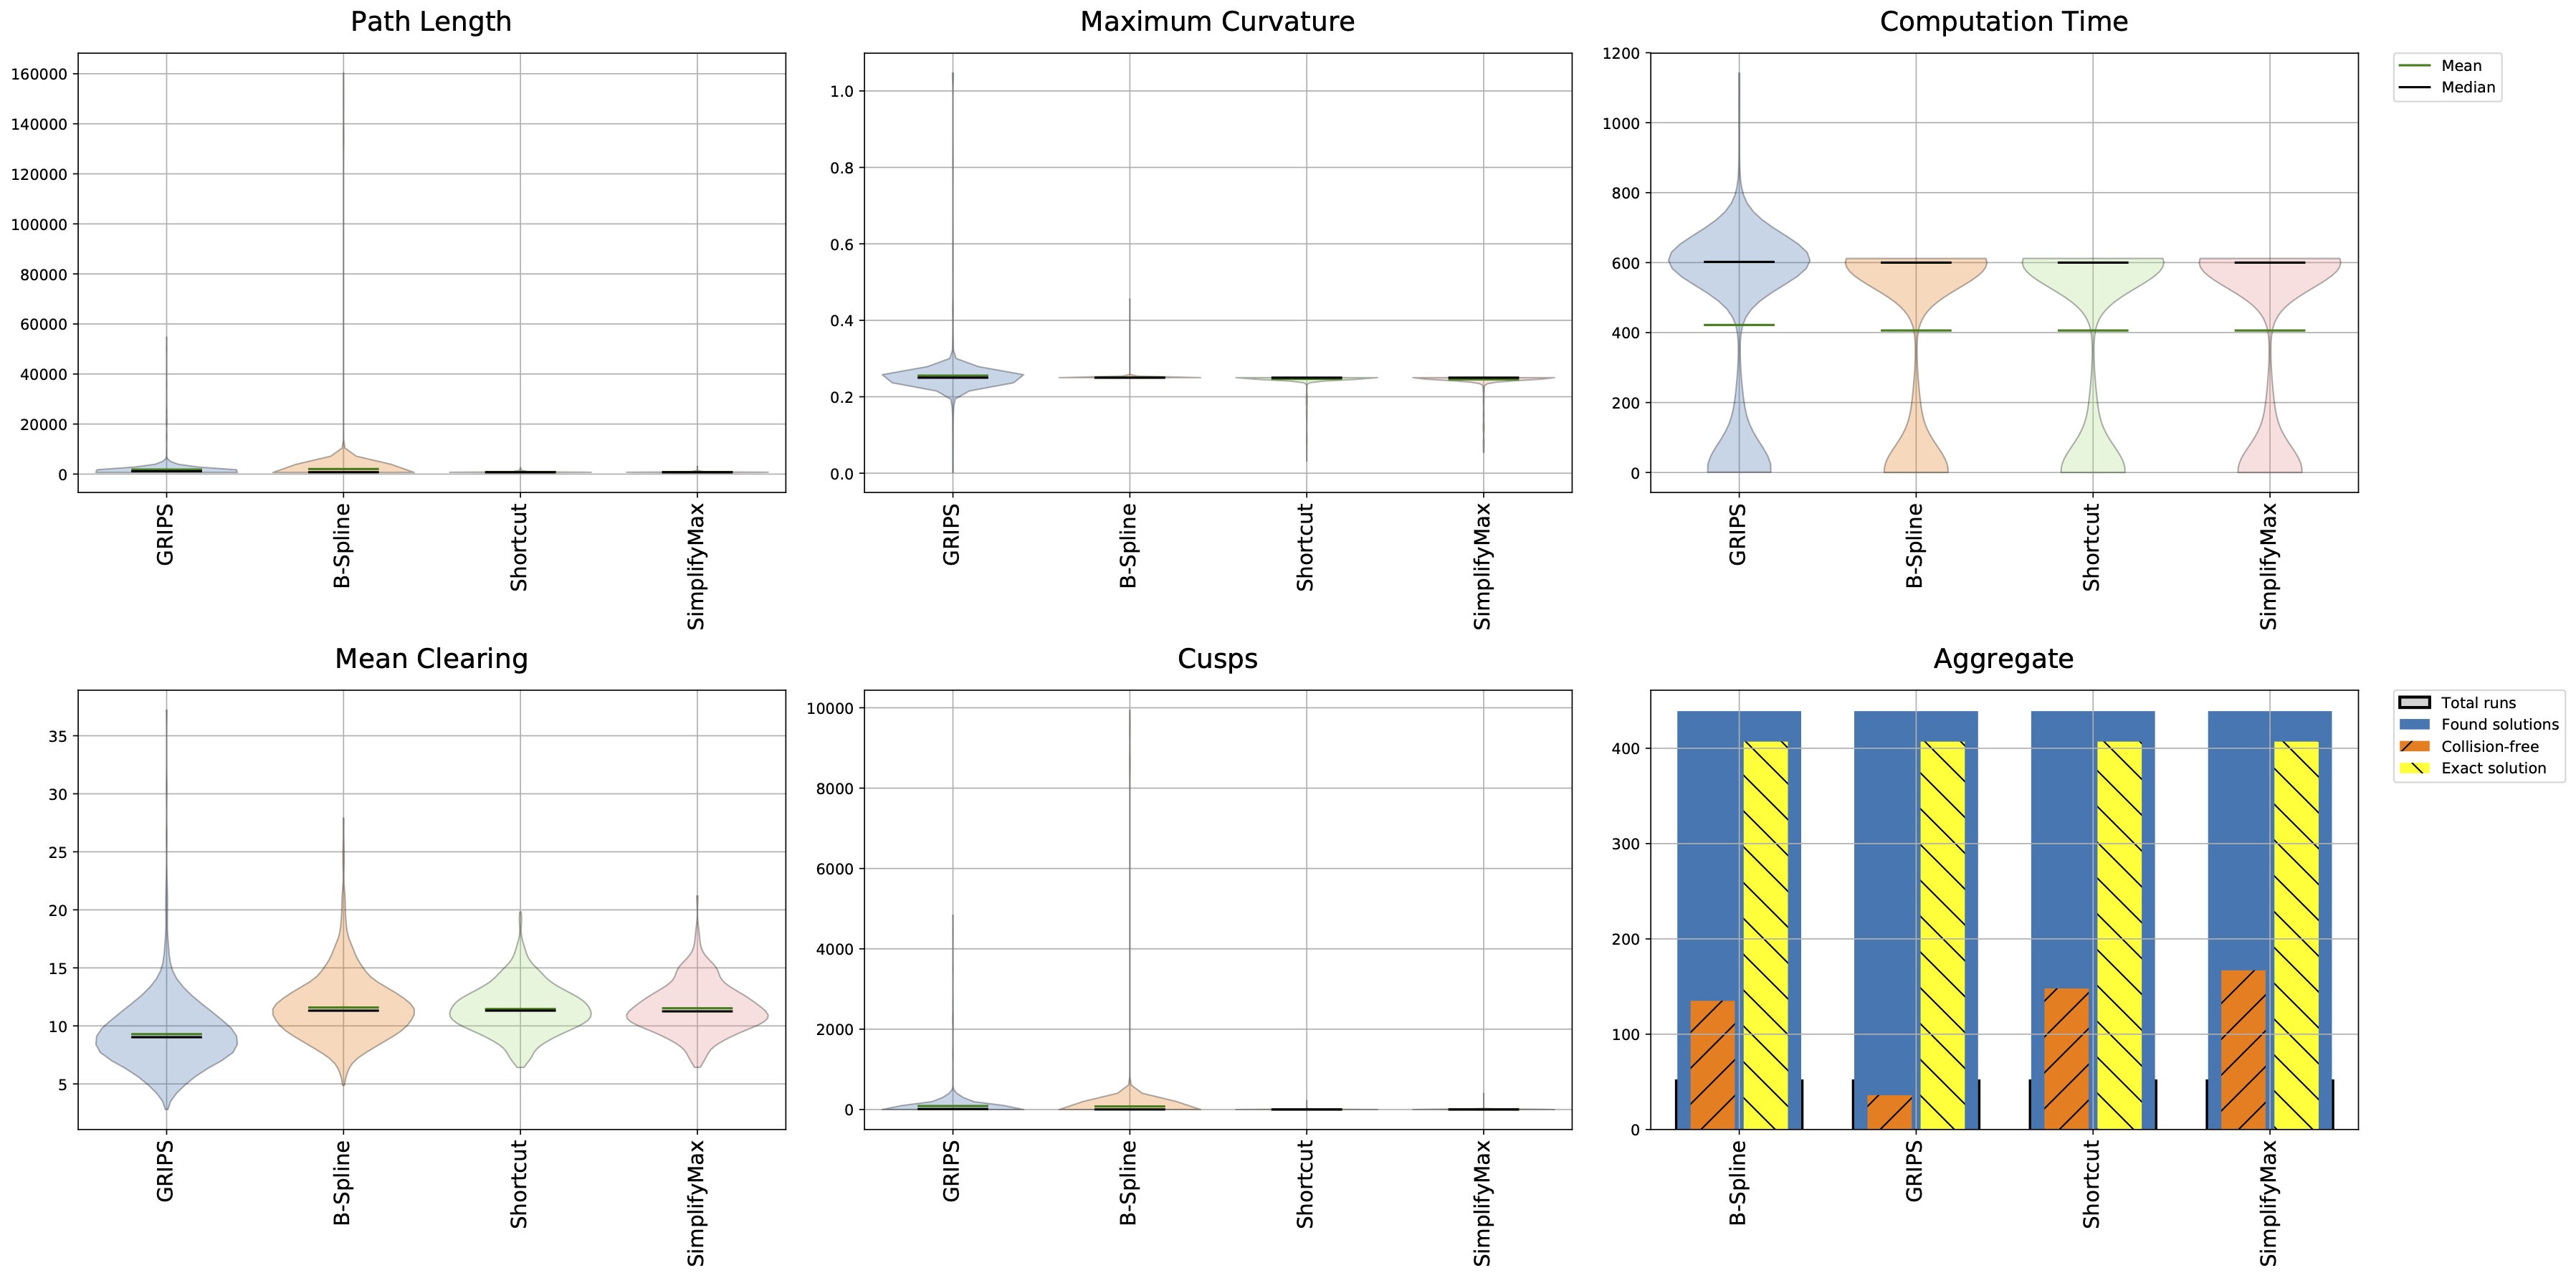 Path Length
160000
140000
120000
100000
80000
60000
40000
20000
0
GRIPS
B-Spline
Shortcut
SimplifyMax
Maximum Curvature
1.0
0.8
0.6
0.4
0.2
0.0
GRIPS
B-Spline
Shortcut
SimplifyMax
Computation Time
1200
1000
800
600
400
200
0
GRIPS
B-Spline
Shortcut
SimplifyMax
Mean
Median
Mean Clearing
35
30
25
20
15
10
5
GRIPS
B-Spline
Shortcut
SimplifyMax
Cusps
10000
8000
6000
4000
2000
0
GRIPS
B-Spline
Shortcut
SimplifyMax
Aggregate
400
300
200
100
0
B-Spline
GRIPS
Shortcut
SimplifyMax
Total runs
Found solutions
Collision-free
Exact solution